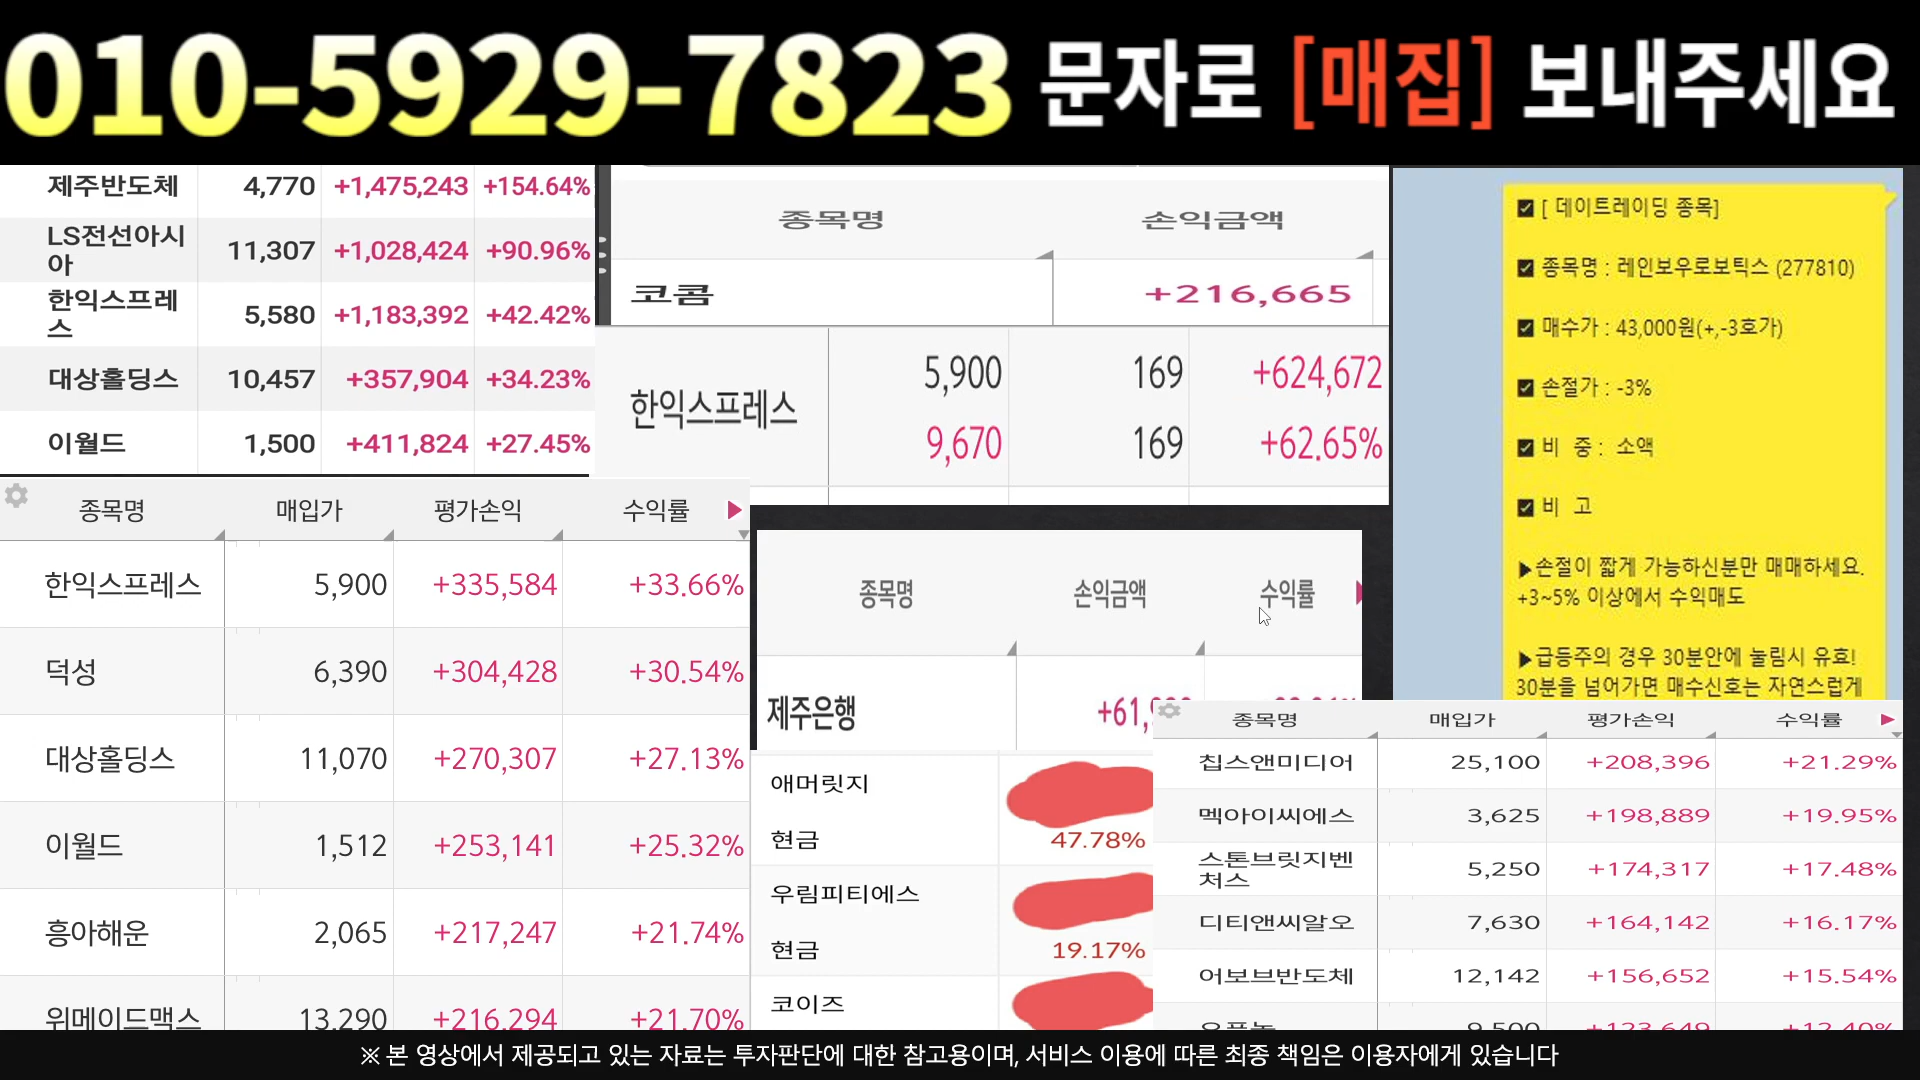 010-5929-7823 문자로 [매집] 보내주세요
제주반도체 4,770 +1,475,243 +154.64%
LS전선아시
아 11,307 +1,028,424 +90.96%
한익스프레
스 5,580 +1,183,392 +42.42%
대상홀딩스 10,457 +357,904 +34.23%
이월드 1,500 +411,824 +27.45%
종목명 손익금액
코콤 +216,665
한익스프레스
5,900 169 +624,672
9,670 169 +62.65%
[ 데이트레이딩 종목]
종목명 : 레인보우로보틱스 (277810)
매수가 : 43,000원(+,-3호가)
손절가 : -3%
비 중 : 소액
비 고
▶손절이 짧게 가능하신분만 매매하세요.
+3~5% 이상에서 수익매도
▶급등주의 경우 30분안에 눌림시 유효!
30분을 넘어가면 매수신호는 자연스럽게
종목명 매입가 평가손익 수익률
한익스프레스 5,900 +335,584 +33.66%
덕성 6,390 +304,428 +30.54%
대상홀딩스 11,070 +270,307 +27.13%
이월드 1,512 +253,141 +25.32%
흥아해운 2,065 +217,247 +21.74%
위메이드맥스 13,290 +216,294 +21.70%
종목명 손익금액 수익률
제주은행 +61,
애머릿지
현금 47.78%
우림피티에스
현금 19.17%
코이즈
종목명 매입가 평가손익 수익률
칩스앤미디어 25,100 +208,396 +21.29%
멕아이씨에스 3,625 +198,889 +19.95%
스톤브릿지벤
처스 5,250 +174,317 +17.48%
디티앤씨알오 7,630 +164,142 +16.17%
어보브반도체 12,142 +156,652 +15.54%
※ 본 영상에서 제공되고 있는 자료는 투자판단에 대한 참고용이며, 서비스 이용에 따른 최종 책임은 이용자에게 있습니다